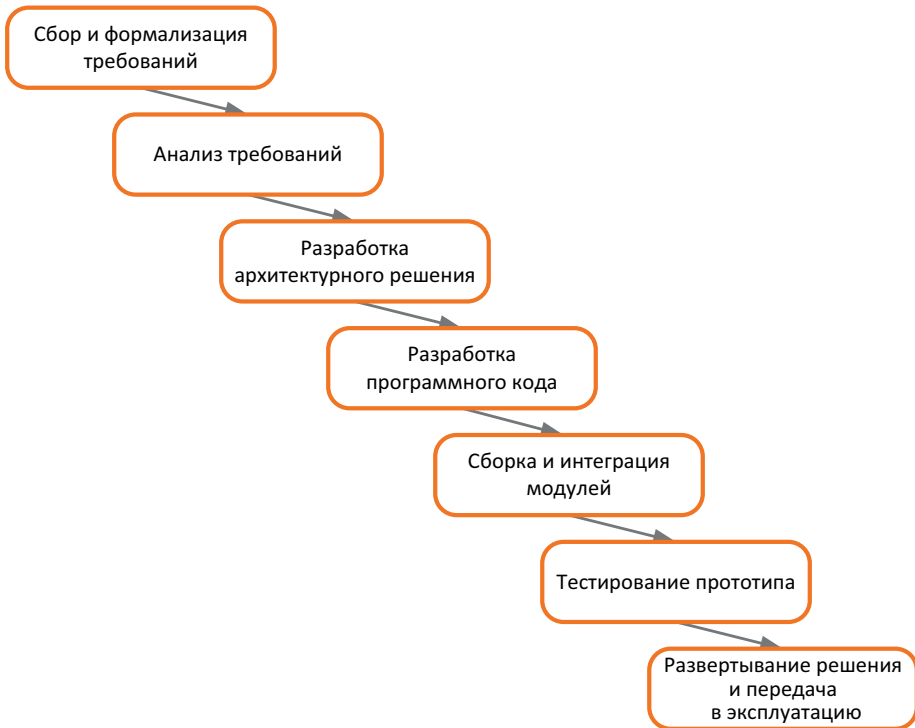 Сбор и формализация
требований
Анализ требований
Разработка
архитектурного решения
Разработка
программного кода
Сборка и интеграция
модулей
Тестирование прототипа
Развертывание решения
и передача
в эксплуатацию